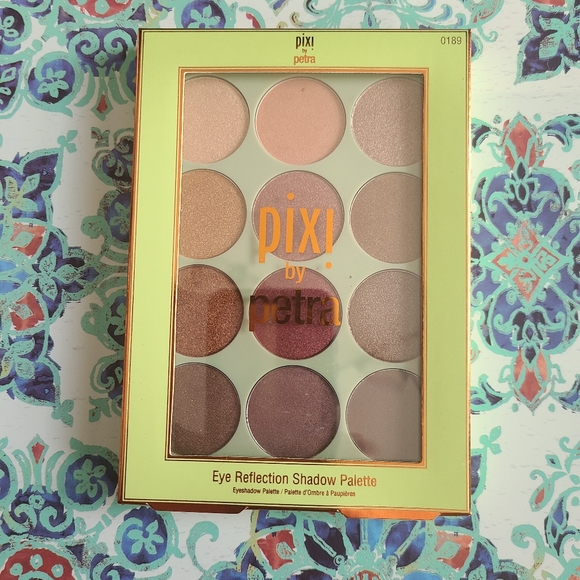 pixi
by
petra
0189
pixi
by
petra
Eye Reflection Shadow Palette
Eyeshadow Palette / Palette d'Ombre à Paupières